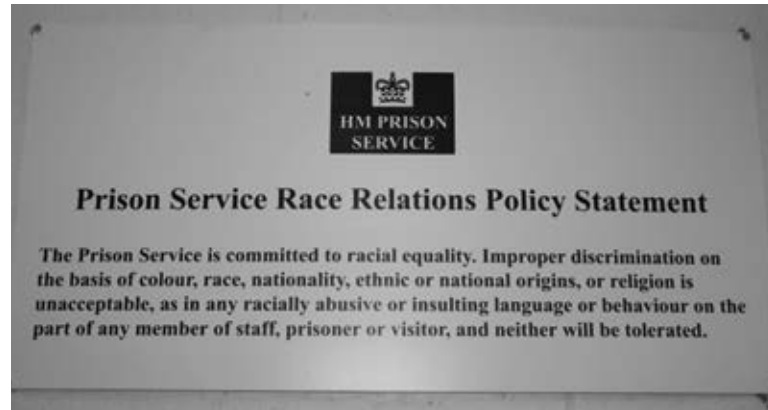 HM PRISON
SERVICE
Prison Service Race Relations Policy Statement
The Prison Service is committed to racial equality. Improper discrimination on
the basis of colour, race, nationality, ethnic or national origins, or religion is
unacceptable, as in any racially abusive or insulting language or behaviour on the
part of any member of staff, prisoner or visitor, and neither will be tolerated.